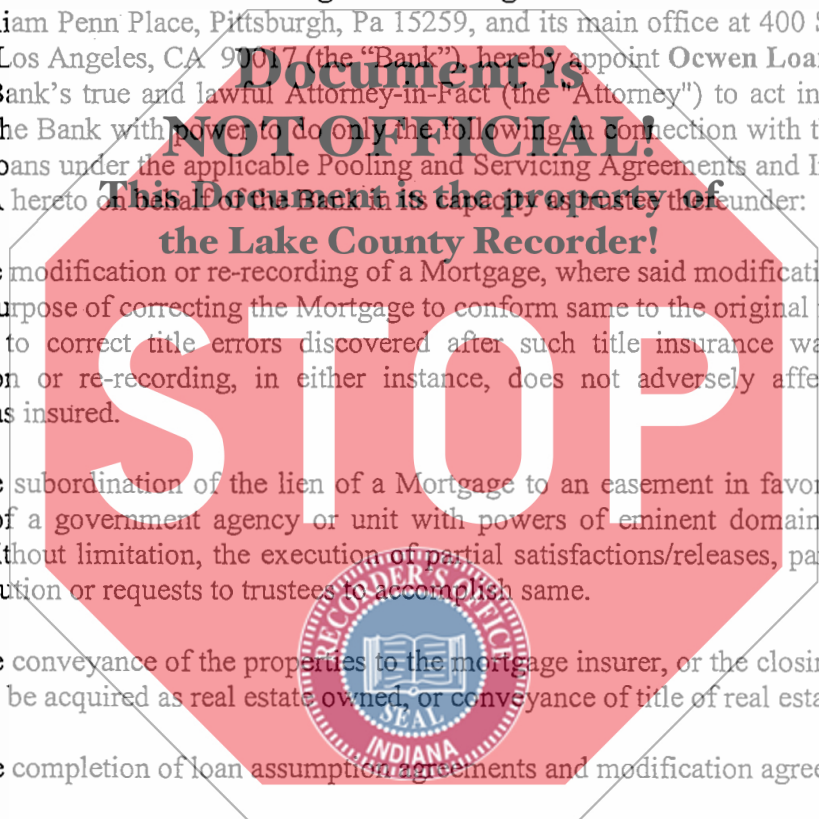 iam Penn Place, Pittsburgh, Pa 15259, and its main office at 400 S
Los Angeles, CA 90017 (the “Bank”), hereby appoint Ocwen Loan
Bank’s true and lawful Attorney-in-Fact (the "Attorney") to act in
he Bank with power to do only the following in connection with t
oans under the applicable Pooling and Servicing Agreements and I
hereto on behalf of the Bank in its capacity as trustee thereunder:
Document is
NOT OFFICIAL!
This Document is the property of
the Lake County Recorder!
modification or re-recording of a Mortgage, where said modificati
urpose of correcting the Mortgage to conform same to the original
to correct title errors discovered after such title insurance wa
on or re-recording, in either instance, does not adversely affe
as insured.
STOP
subordination of the lien of a Mortgage to an easement in favor
of a government agency or unit with powers of eminent domain
thout limitation, the execution of partial satisfactions/releases, pa
ution or requests to trustees to accomplish same.
conveyance of the properties to the mortgage insurer, or the closin
be acquired as real estate owned, or conveyance of title of real esta
RECORDER'S OFFICE
SEAL
INDIANA
completion of loan assumption agreements and modification agree